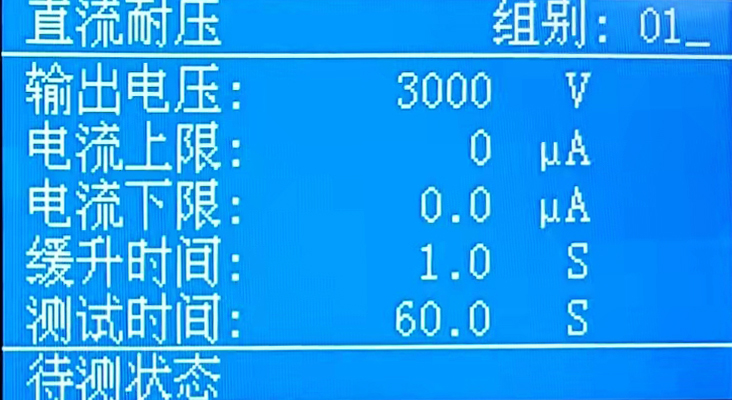 直流耐压 组别: 01_
输出电压: 3000 V
电流上限: 0 μA
电流下限: 0.0 μA
缓升时间: 1.0 S
测试时间: 60.0 S
待测状态